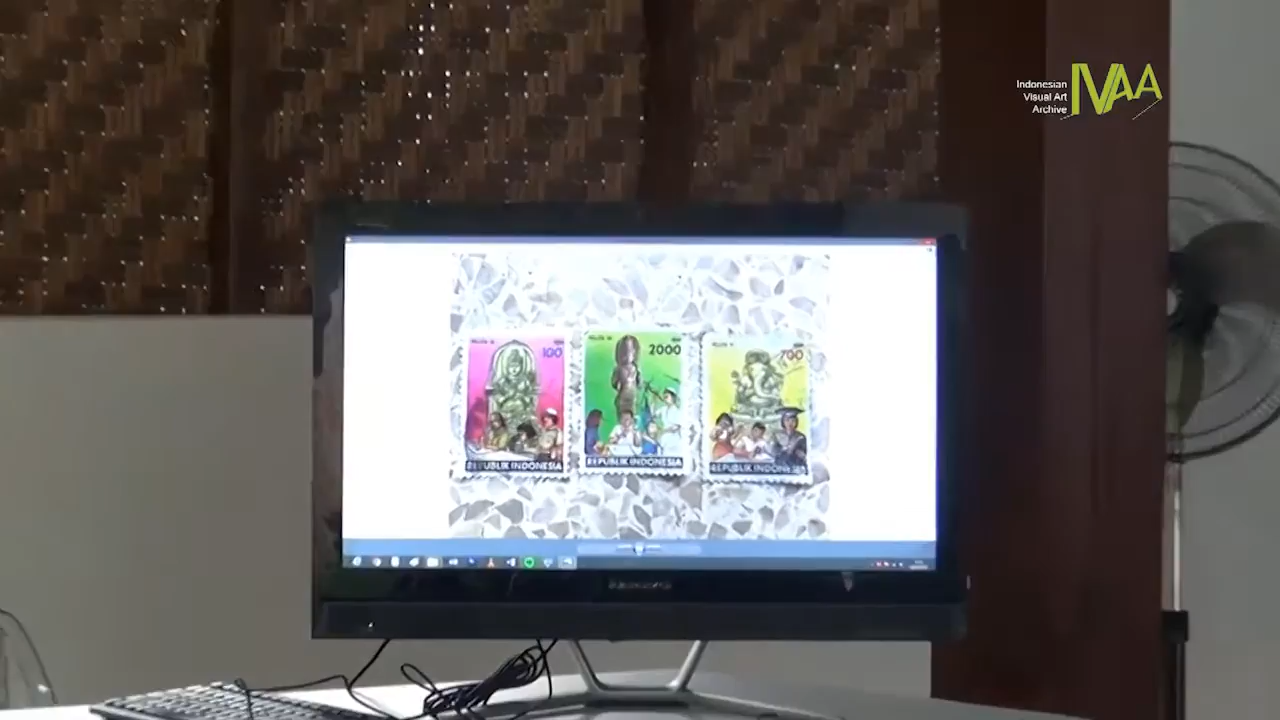 Indonesian
Visual Art
Archive
IVAA
100
2000
700
REPUBLIK INDONESIA
REPUBLIK INDONESIA
REPUBLIK INDONESIA